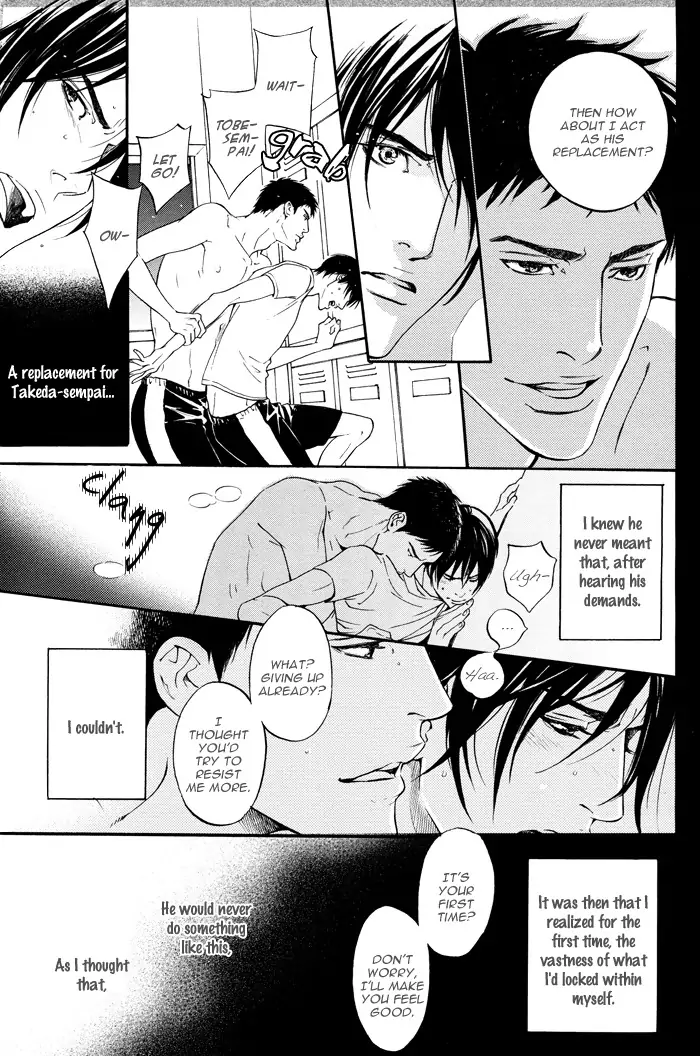 THEN HOW
ABOUT I ACT
AS HIS
REPLACEMENT?
grab
WAIT-
TOBE-
SEM-
PAI!
LET
GO!
OW-
A replacement for
Takeda-sempai...
I knew he
never meant
that, after
hearing his
demands.
Ugh-
...
clang
Haa.
WHAT?
GIVING UP
ALREADY?
I
THOUGHT
YOU'D
TRY TO
RESIST
ME MORE.
I couldn't.
It was then that I
realized for the
first time, the
vastness of what
I'd locked within
myself.
IT'S
YOUR
FIRST
TIME?
DON'T
WORRY,
I'LL MAKE
YOU FEEL
GOOD.
He would never
do something
like this,
As I thought
that,